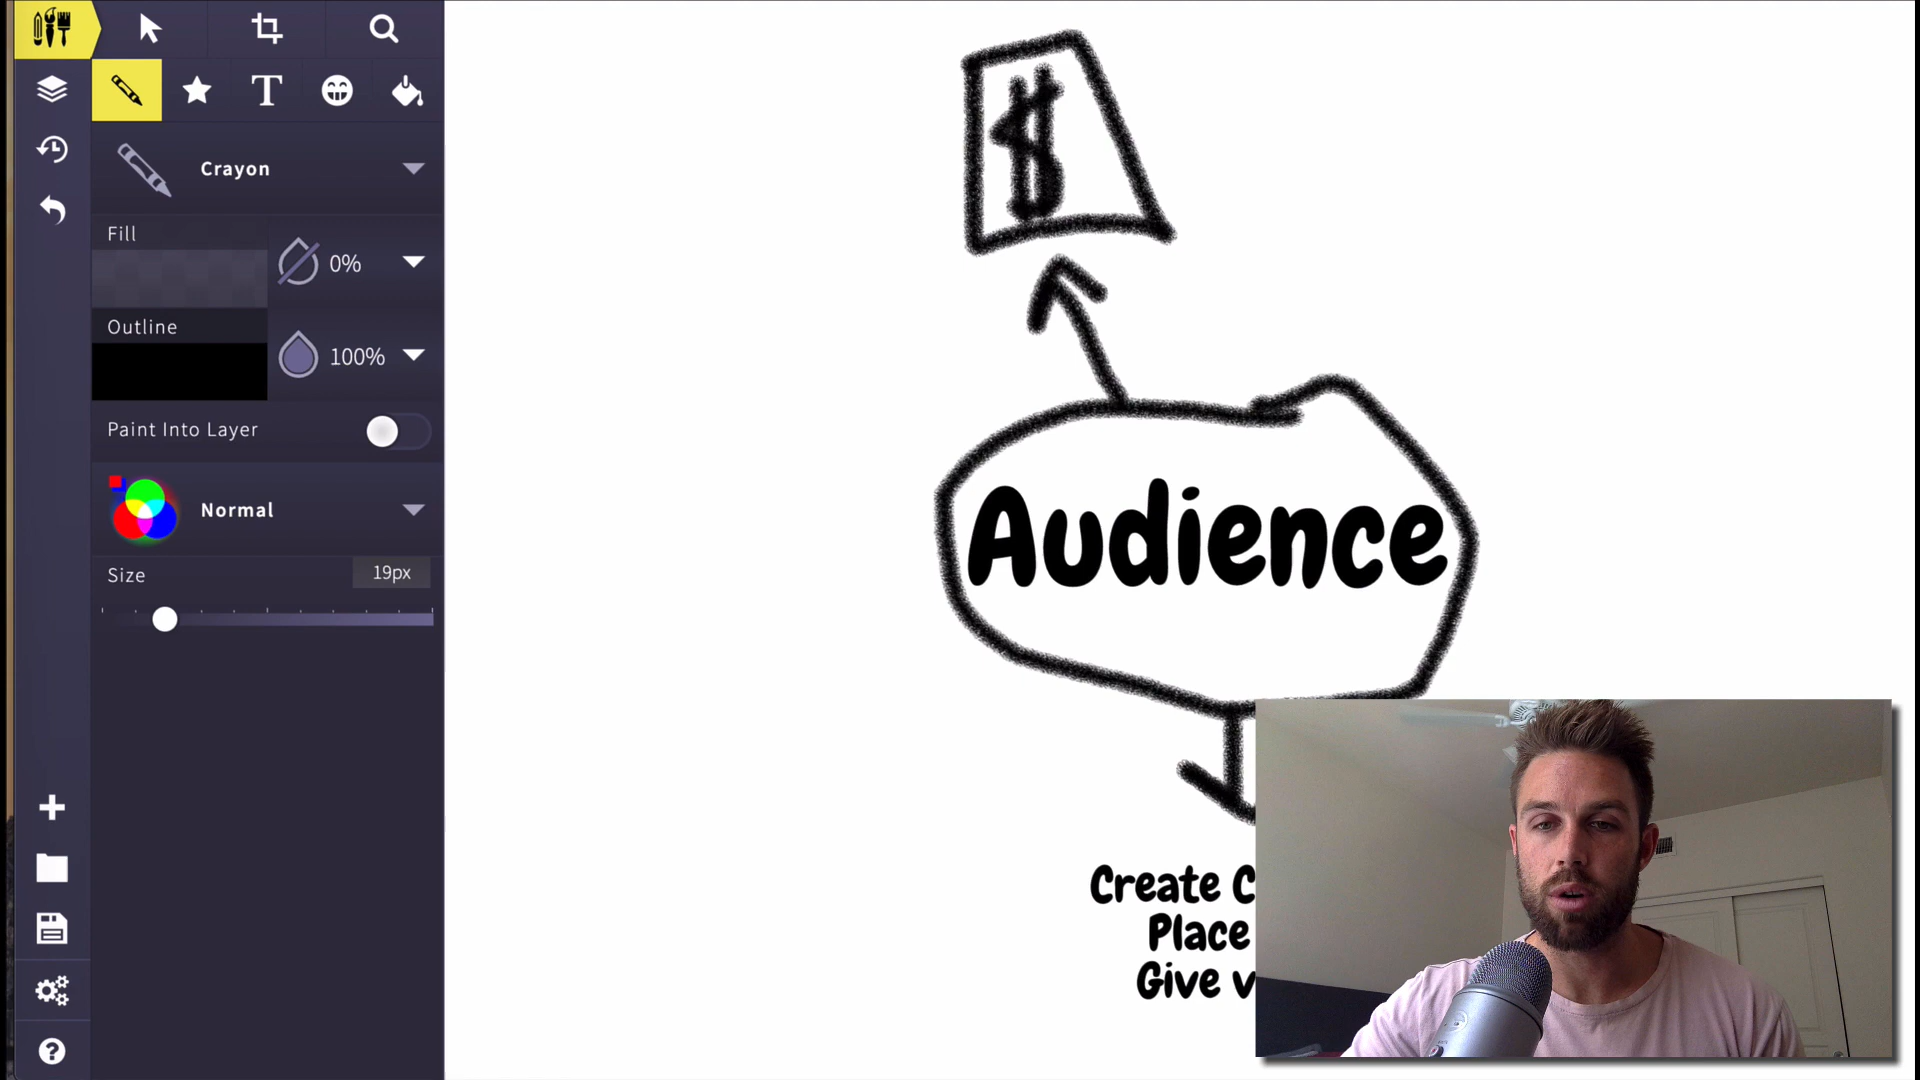 T
Crayon
Fill
0%
Outline
100%
Paint Into Layer
Normal
Size
19px
$
Audience
Create C
Place
Give v
?